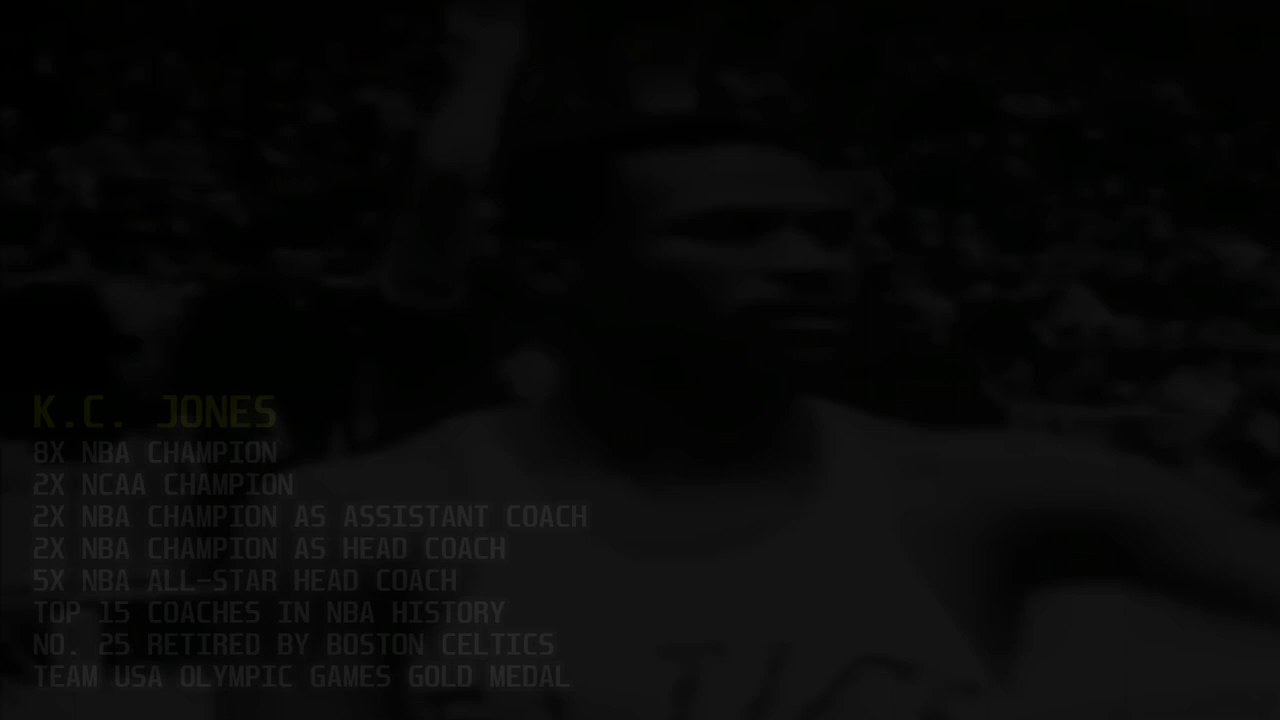 K.C. JONES
8X NBA CHAMPION
2X NCAA CHAMPION
2X NBA CHAMPION AS ASSISTANT COACH
2X NBA CHAMPION AS HEAD COACH
5X NBA ALL-STAR HEAD COACH
TOP 15 COACHES IN NBA HISTORY
NO. 25 RETIRED BY BOSTON CELTICS
TEAM USA OLYMPIC GAMES GOLD MEDAL